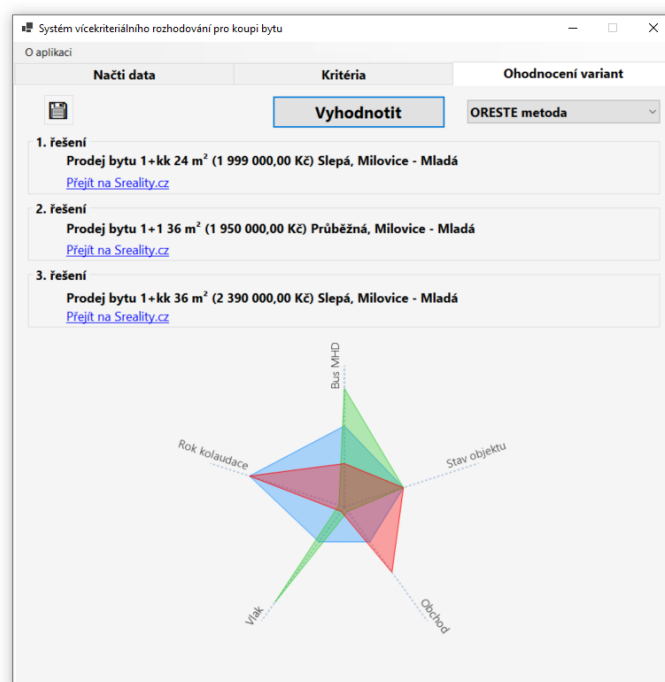 Systém vícekriteriálního rozhodování pro koupi bytu
O aplikaci
Načti data
Kritéria
Ohodnocení variant
Vyhodnotit
ORESTE metoda
1. řešení
Prodej bytu 1+kk 24 m² (1 999 000,00 Kč) Slepá, Milovice - Mladá
Přejít na Sreality.cz
2. řešení
Prodej bytu 1+1 36 m² (1 950 000,00 Kč) Průběžná, Milovice - Mladá
Přejít na Sreality.cz
3. řešení
Prodej bytu 1+kk 36 m² (2 390 000,00 Kč) Slepá, Milovice - Mladá
Přejít na Sreality.cz
Bus MHD
Rok kolaudace
Stav objektu
Vlak
Obchod